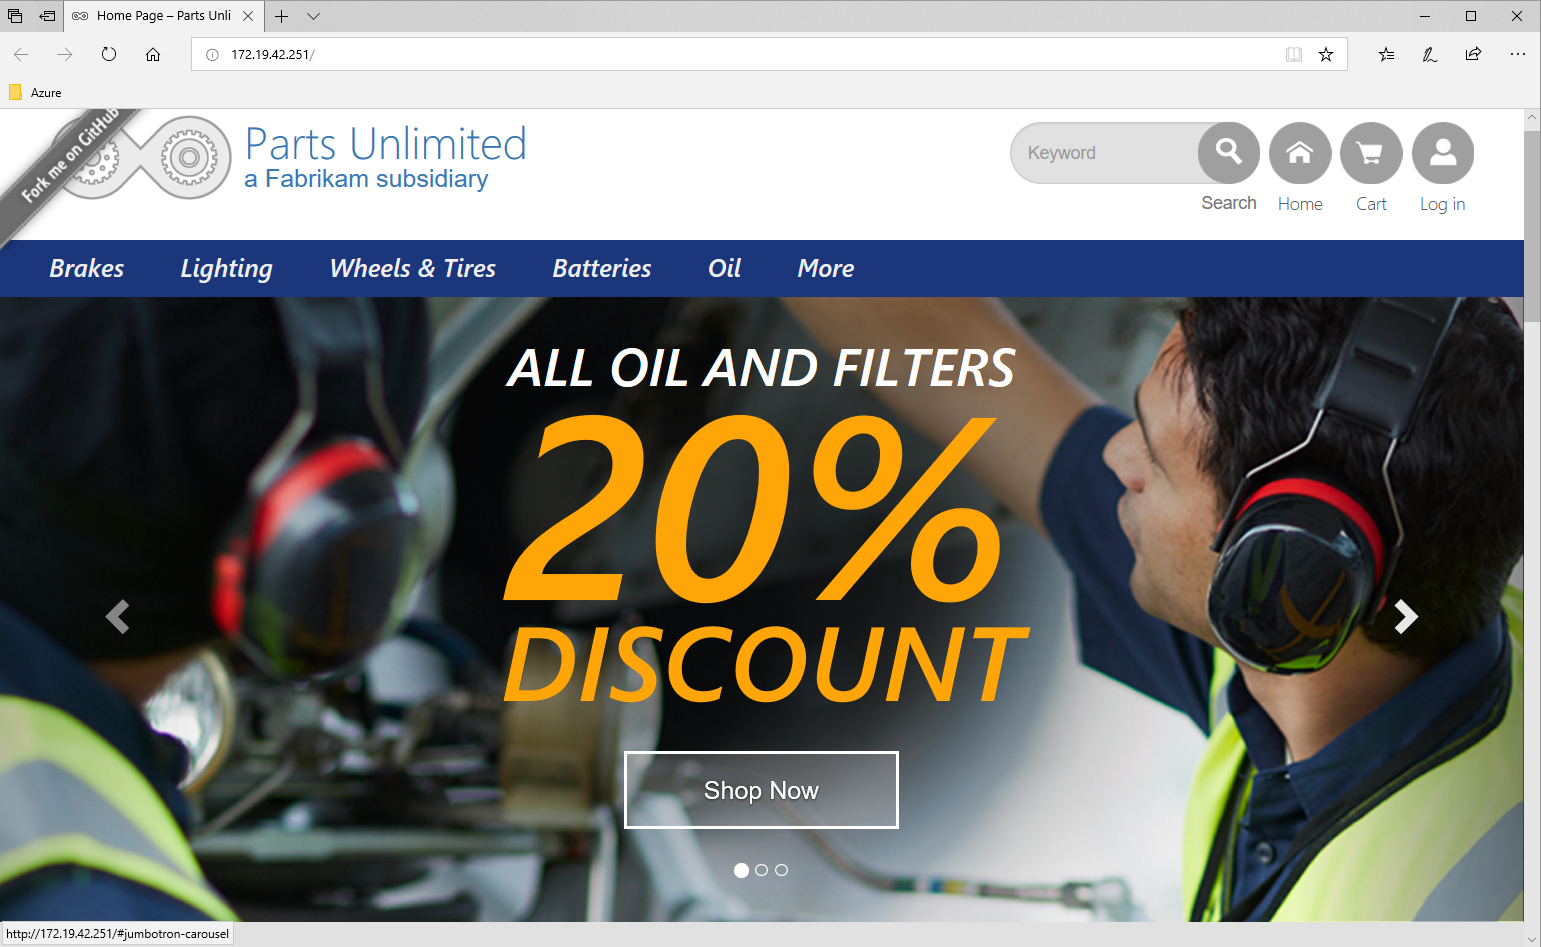 Home Page – Parts Unli
172.19.42.251/
Azure
Fork me on GitHub
Parts Unlimited
a Fabrikam subsidiary
Keyword
Search
Home
Cart
Log in
Brakes
Lighting
Wheels & Tires
Batteries
Oil
More
ALL OIL AND FILTERS
20%
DISCOUNT
Shop Now
http://172.19.42.251/#jumbotron-carousel